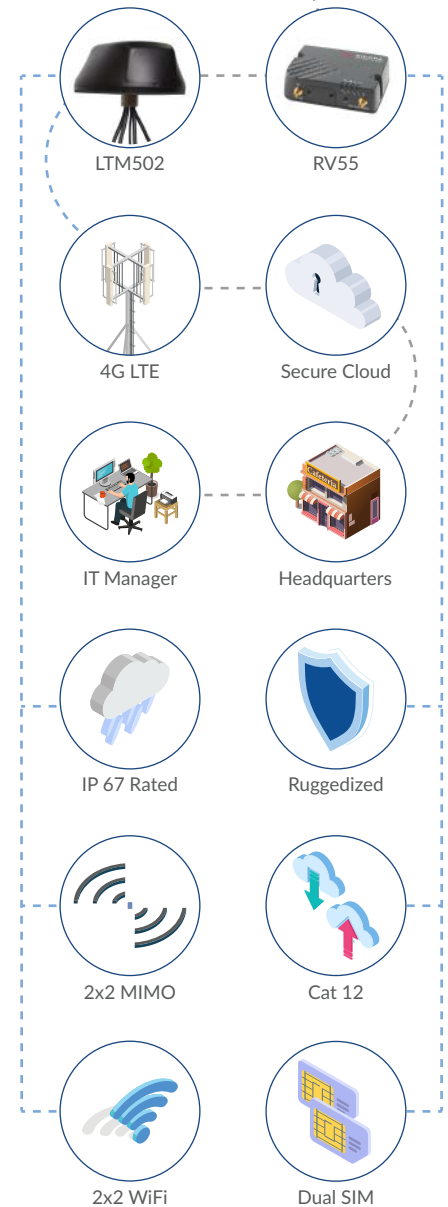 LTM502
RV55
4G LTE
Secure Cloud
Cafeteria
IT Manager
Headquarters
IP 67 Rated
Ruggedized
2x2 MIMO
Cat 12
2x2 WiFi
Dual SIM